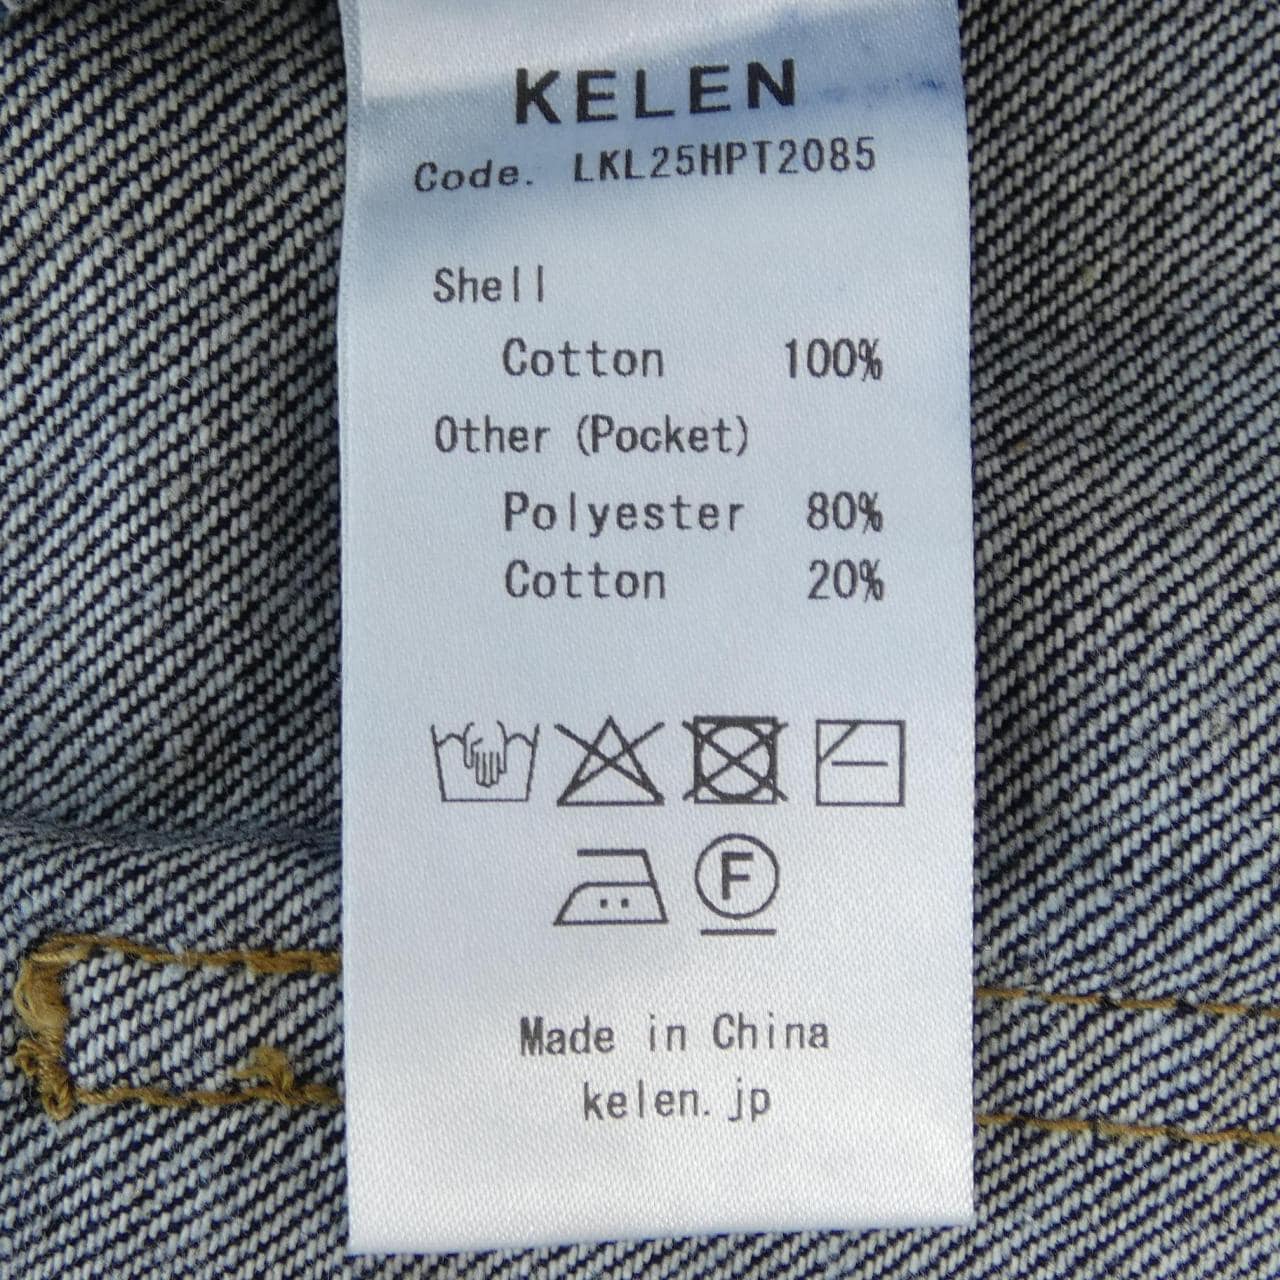 KELEN
Code. LKL25HPT2085
Shell
Cotton 100%
Other (Pocket)
Polyester 80%
Cotton 20%
F
Made in China
kelen.jp